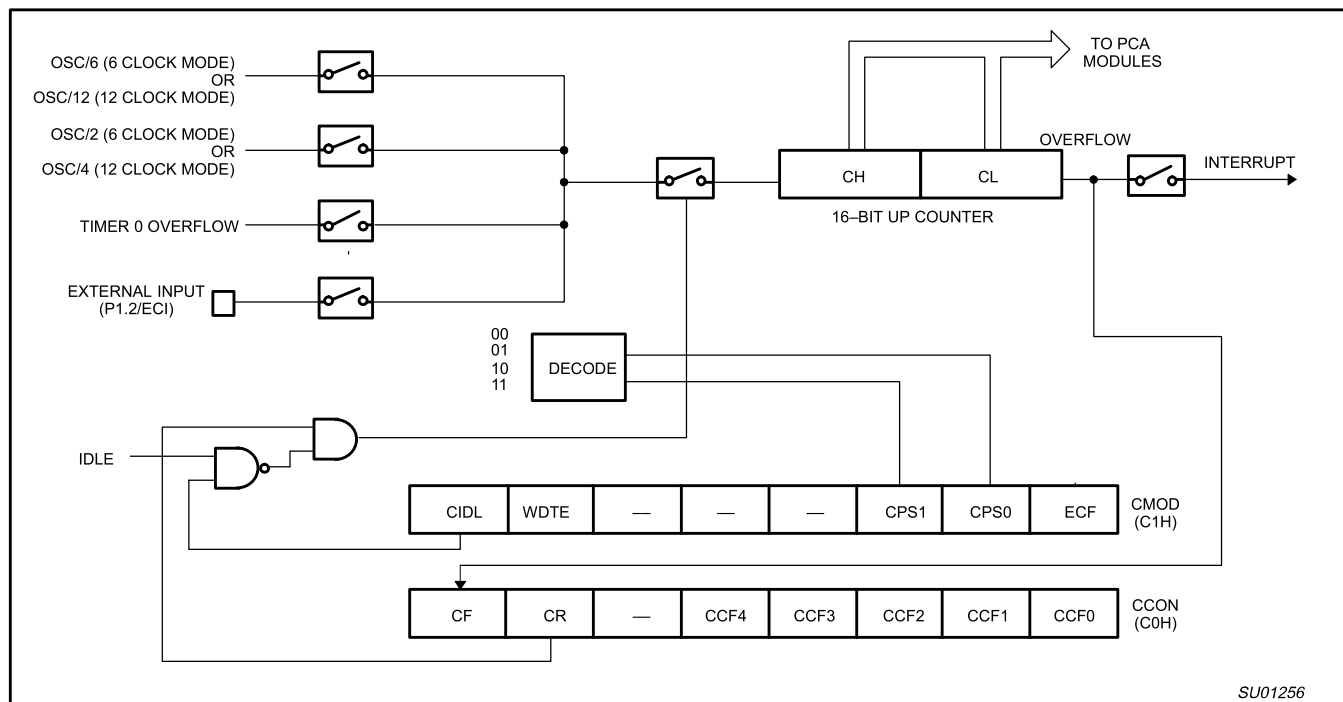 OSC/6 (6 CLOCK MODE)
OR
OSC/12 (12 CLOCK MODE)
OSC/2 (6 CLOCK MODE)
OR
OSC/4 (12 CLOCK MODE)
TIMER 0 OVERFLOW
EXTERNAL INPUT
(P1.2/ECI)
TO PCA
MODULES
OVERFLOW
INTERRUPT
CH
CL
16–BIT UP COUNTER
00
01
10
11
DECODE
IDLE
CIDL WDTE –– –– –– CPS1 CPS0 ECF
CMOD
(C1H)
CF CR –– CCF4 CCF3 CCF2 CCF1 CCF0
CCON
(C0H)
SU01256